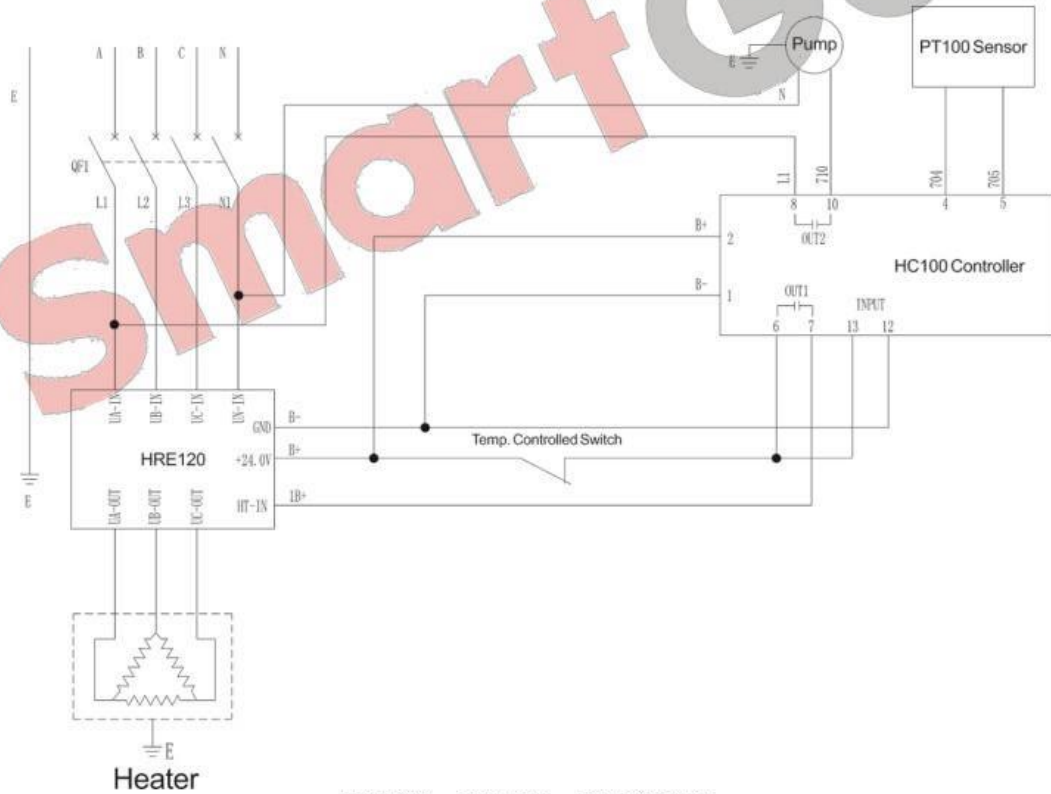 SmartG
Pump
PT100 Sensor
A B C N
E
E
N
QF1
L1 L2 L3 N1
L1 710 704 705
8 10 4 5
OUT2
B+ 2
HC100 Controller
B- 1
OUT1 INPUT
6 7 13 12
UA-IN UB-IN UC-IN UN-IN
GND B-
Temp. Controlled Switch
HRE120 +24.0V B+
HT-IN 1B+
E
UA-OUT UB-OUT UC-OUT
E
Heater